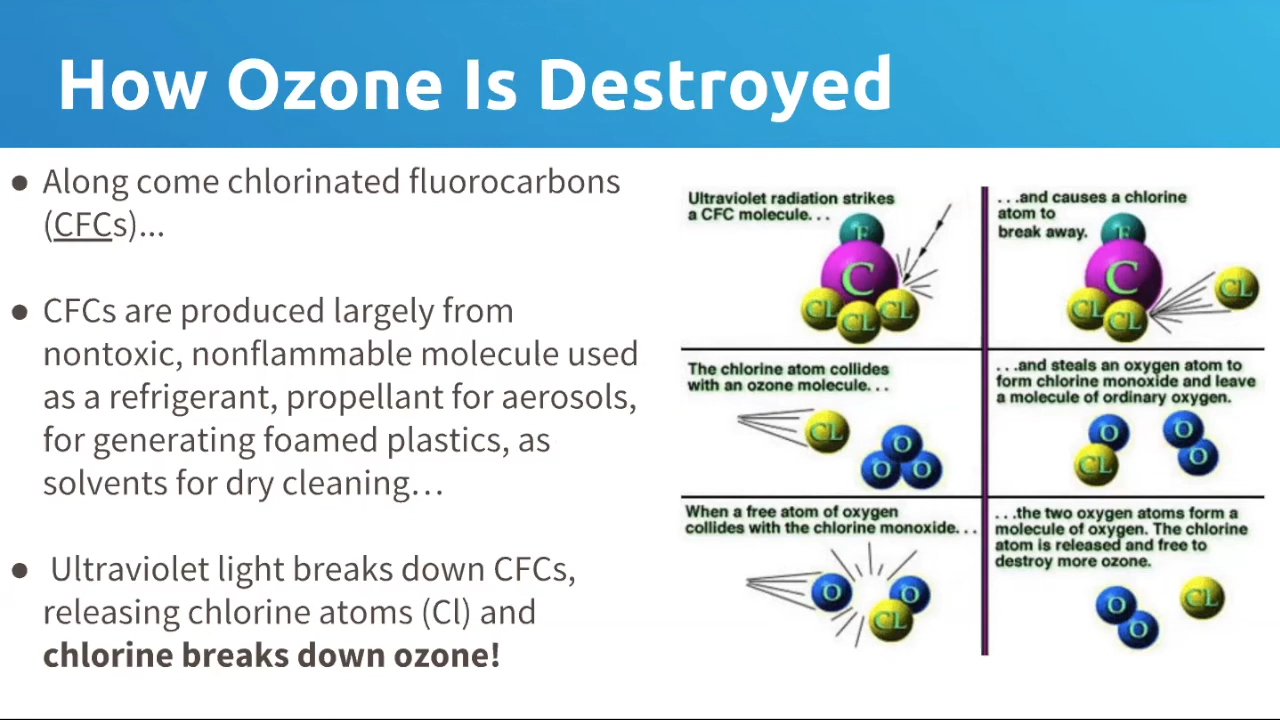 How Ozone Is Destroyed
● Along come chlorinated fluorocarbons
(CFCs)...
● CFCs are produced largely from
nontoxic, nonflammable molecule used
as a refrigerant, propellant for aerosols,
for generating foamed plastics, as
solvents for dry cleaning…
● Ultraviolet light breaks down CFCs,
releasing chlorine atoms (Cl) and
chlorine breaks down ozone!
Ultraviolet radiation strikes
a CFC molecule. . .
F
C
CL
CL
CL
. . .and causes a chlorine
atom to
break away.
F
C
CL
CL
CL
The chlorine atom collides
with an ozone molecule. . .
CL
O
O
O
. . .and steals an oxygen atom to
form chlorine monoxide and leave
a molecule of ordinary oxygen.
O
CL
O
O
When a free atom of oxygen
collides with the chlorine monoxide. . .
O
O
CL
. . .the two oxygen atoms form a
molecule of oxygen. The chlorine
atom is released and free to
destroy more ozone.
O
O
CL